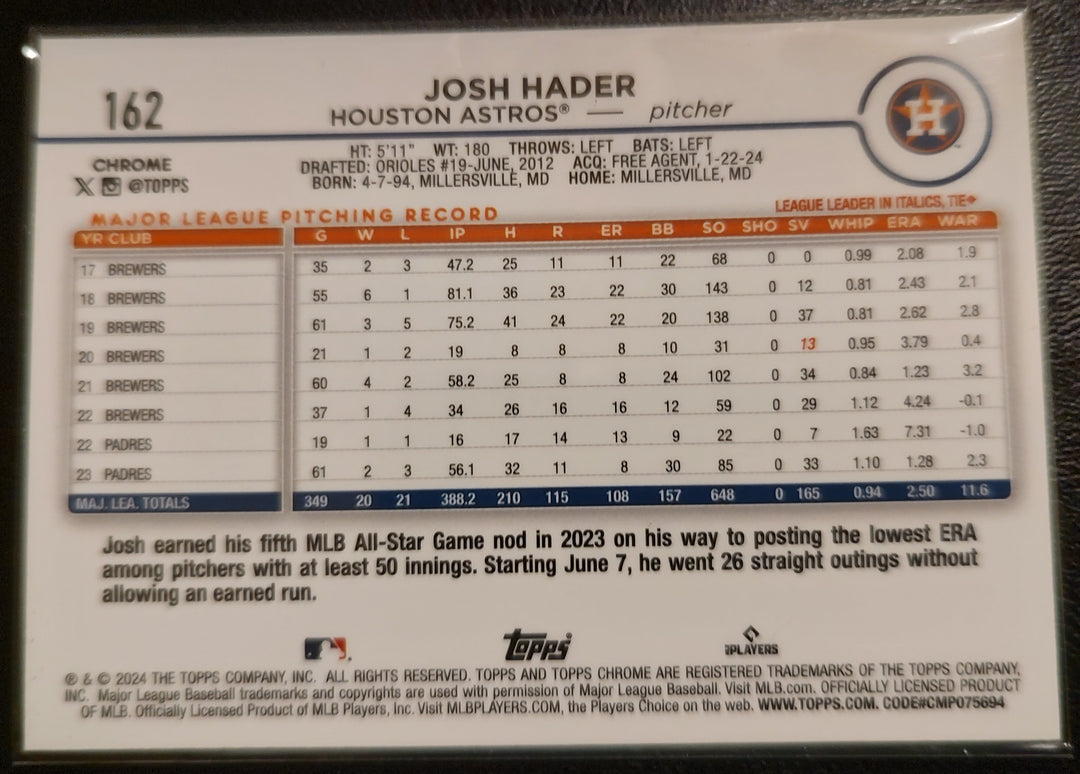 162
JOSH HADER
HOUSTON ASTROS® — pitcher
H
CHROME
X @TOPPS
HT: 5'11" WT: 180 THROWS: LEFT BATS: LEFT
DRAFTED: ORIOLES #19-JUNE, 2012 ACQ: FREE AGENT, 1-22-24
BORN: 4-7-94, MILLERSVILLE, MD HOME: MILLERSVILLE, MD
MAJOR LEAGUE PITCHING RECORD
LEAGUE LEADER IN ITALICS, TIE◆
YR CLUB G W L IP H R ER BB SO SHO SV WHIP ERA WAR
17 BREWERS 35 2 3 47.2 25 11 11 22 68 0 0 0.99 2.08 1.9
18 BREWERS 55 6 1 81.1 36 23 22 30 143 0 12 0.81 2.43 2.1
19 BREWERS 61 3 5 75.2 41 24 22 20 138 0 37 0.81 2.62 2.8
20 BREWERS 21 1 2 19 8 8 8 10 31 0 13 0.95 3.79 0.4
21 BREWERS 60 4 2 58.2 25 8 8 24 102 0 34 0.84 1.23 3.2
22 BREWERS 37 1 4 34 26 16 16 12 59 0 29 1.12 4.24 -0.1
22 PADRES 19 1 1 16 17 14 13 9 22 0 7 1.63 7.31 -1.0
23 PADRES 61 2 3 56.1 32 11 8 30 85 0 33 1.10 1.28 2.3
MAJ. LEA. TOTALS 349 20 21 388.2 210 115 108 157 648 0 165 0.94 2.50 11.6
Josh earned his fifth MLB All-Star Game nod in 2023 on his way to posting the lowest ERA
among pitchers with at least 50 innings. Starting June 7, he went 26 straight outings without
allowing an earned run.
topps
PLAYERS
® & © 2024 THE TOPPS COMPANY, INC. ALL RIGHTS RESERVED. TOPPS AND TOPPS CHROME ARE REGISTERED TRADEMARKS OF THE TOPPS COMPANY,
INC. Major League Baseball trademarks and copyrights are used with permission of Major League Baseball. Visit MLB.com. OFFICIALLY LICENSED PRODUCT
OF MLB. Officially Licensed Product of MLB Players, Inc. Visit MLBPLAYERS.COM, the Players Choice on the web. WWW.TOPPS.COM. CODE#CMP075694